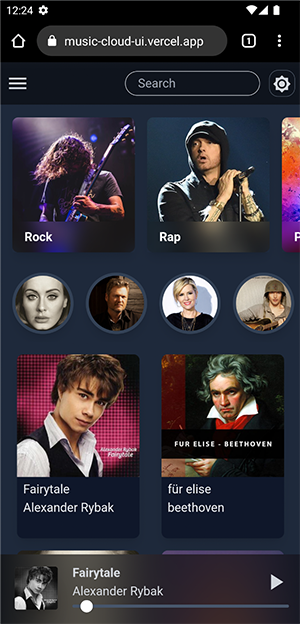 12:24
music-cloud-ui.vercel.app
1
Search
Rock
Rap
P
Alexander Rybak
Fairytale
FUR ELISE - BEETHOVEN
Fairytale
Alexander Rybak
für elise
beethoven
Fairytale
Alexander Rybak